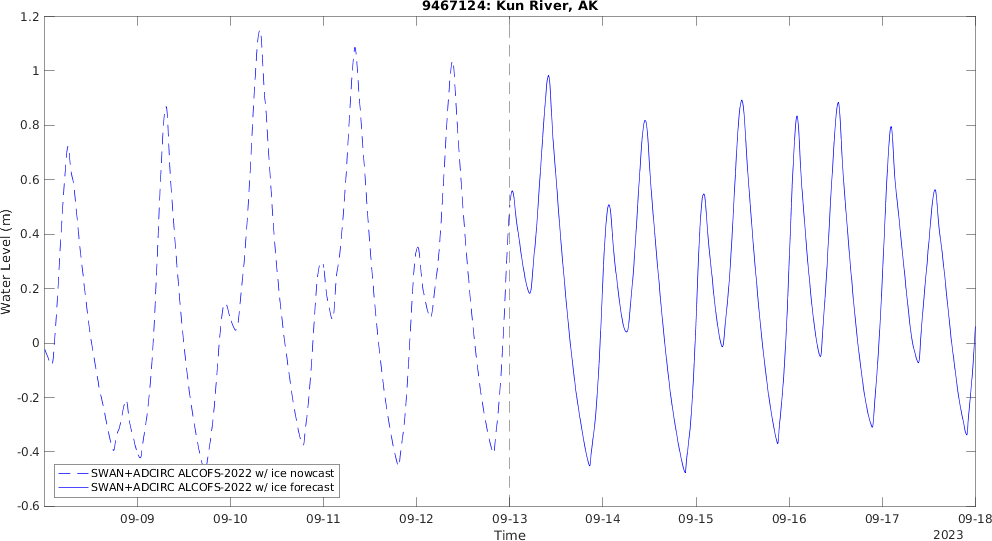 9467124: Kun River, AK
1.2
1
0.8
0.6
0.4
0.2
0
-0.2
-0.4
-0.6
Water Level (m)
SWAN+ADCIRC ALCOFS-2022 w/ ice nowcast
SWAN+ADCIRC ALCOFS-2022 w/ ice forecast
09-09 09-10 09-11 09-12 09-13 09-14 09-15 09-16 09-17 09-18
Time
2023